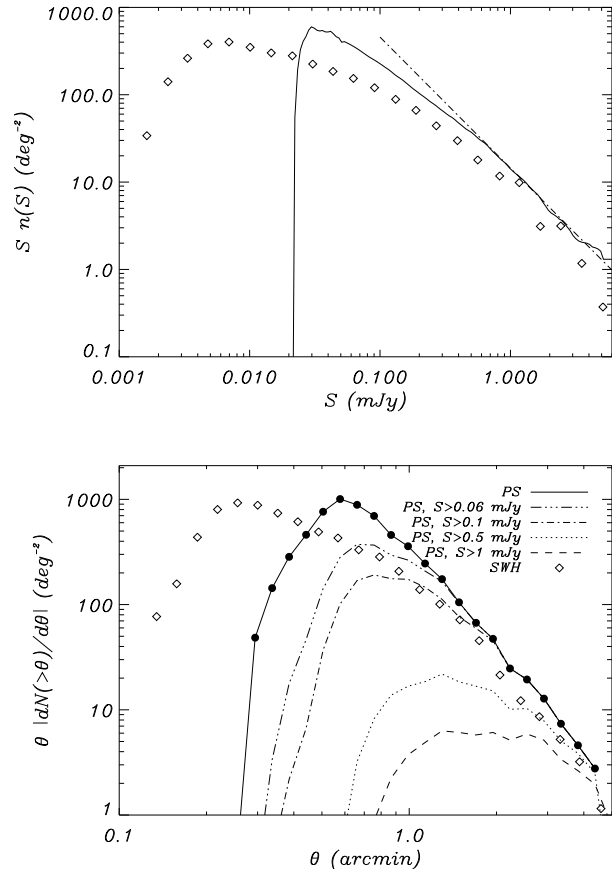 1000.0
100.0
10.0
1.0
0.1
S n(S) (deg⁻²)
0.001
0.010
0.100
1.000
S (mJy)
1000
100
10
1
θ |dN(>θ)/dθ| (deg⁻²)
PS
PS, S>0.06 mJy
PS, S>0.1 mJy
PS, S>0.5 mJy
PS, S>1 mJy
SWH
0.1
1.0
θ (arcmin)